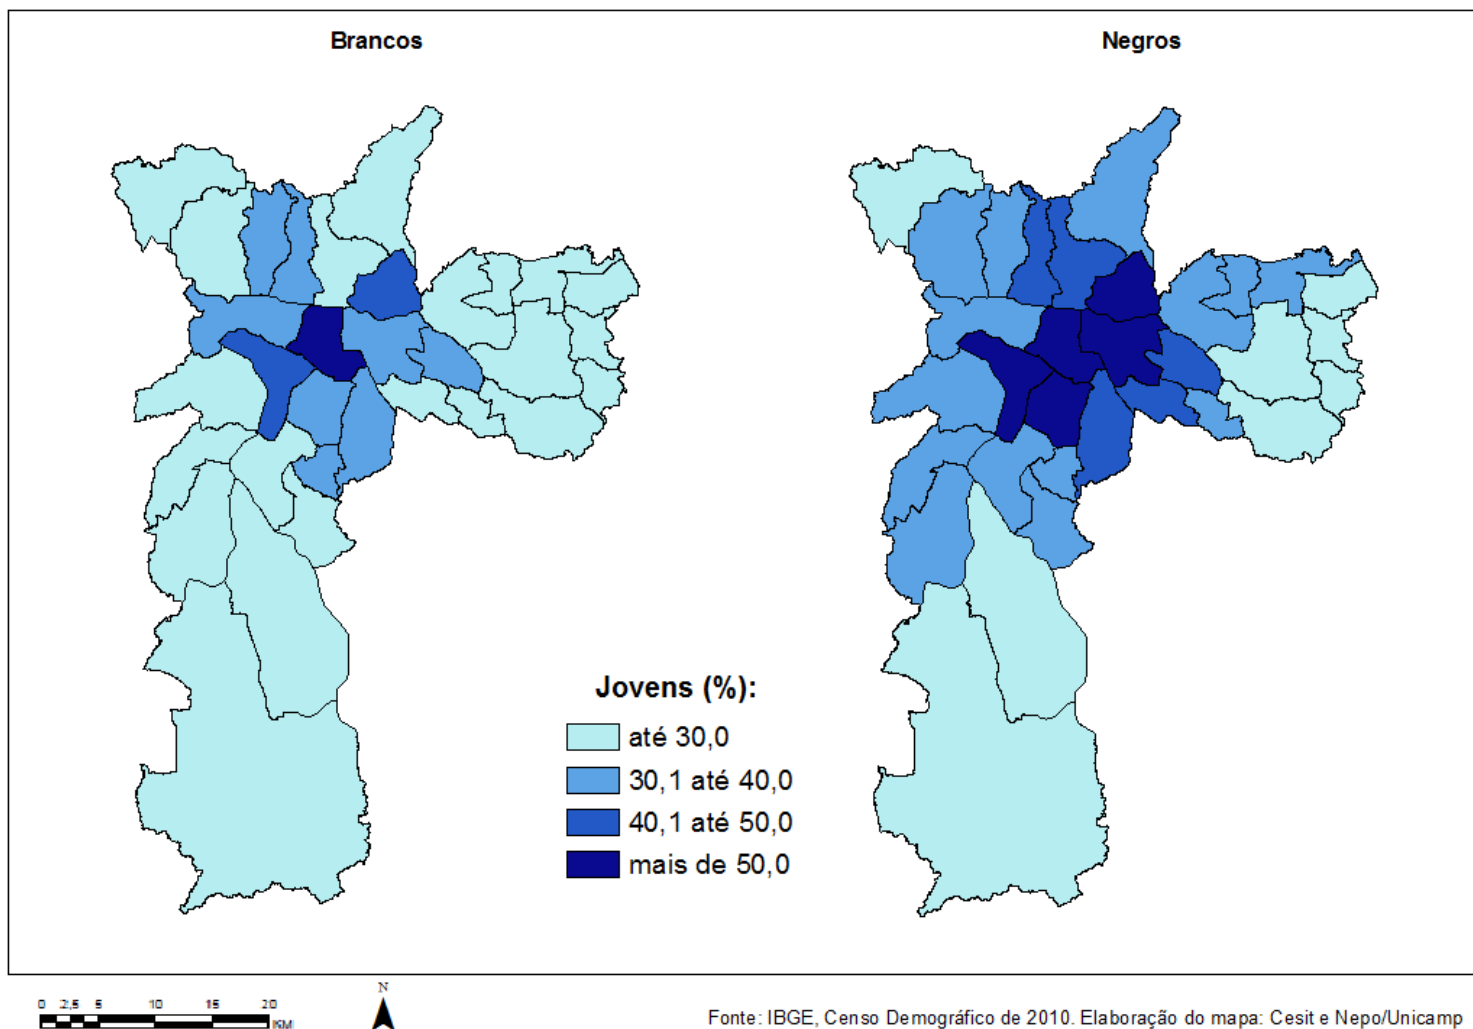 Brancos
Negros
Jovens (%):
até 30,0
30,1 até 40,0
40,1 até 50,0
mais de 50,0
0 2,5 5 10 15 20
KM
N
Fonte: IBGE, Censo Demográfico de 2010. Elaboração do mapa: Cesit e Nepo/Unicamp